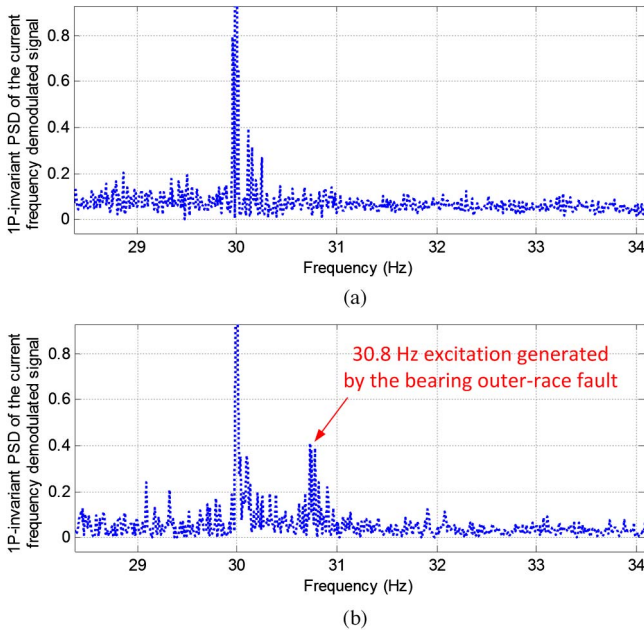 1P-invariant PSD of the current
frequency demodulated signal
0.8
0.6
0.4
0.2
0
29
30
31
32
33
34
Frequency (Hz)
(a)
1P-invariant PSD of the current
frequency demodulated signal
0.8
0.6
0.4
0.2
0
30.8 Hz excitation generated
by the bearing outer-race fault
29
30
31
32
33
34
Frequency (Hz)
(b)